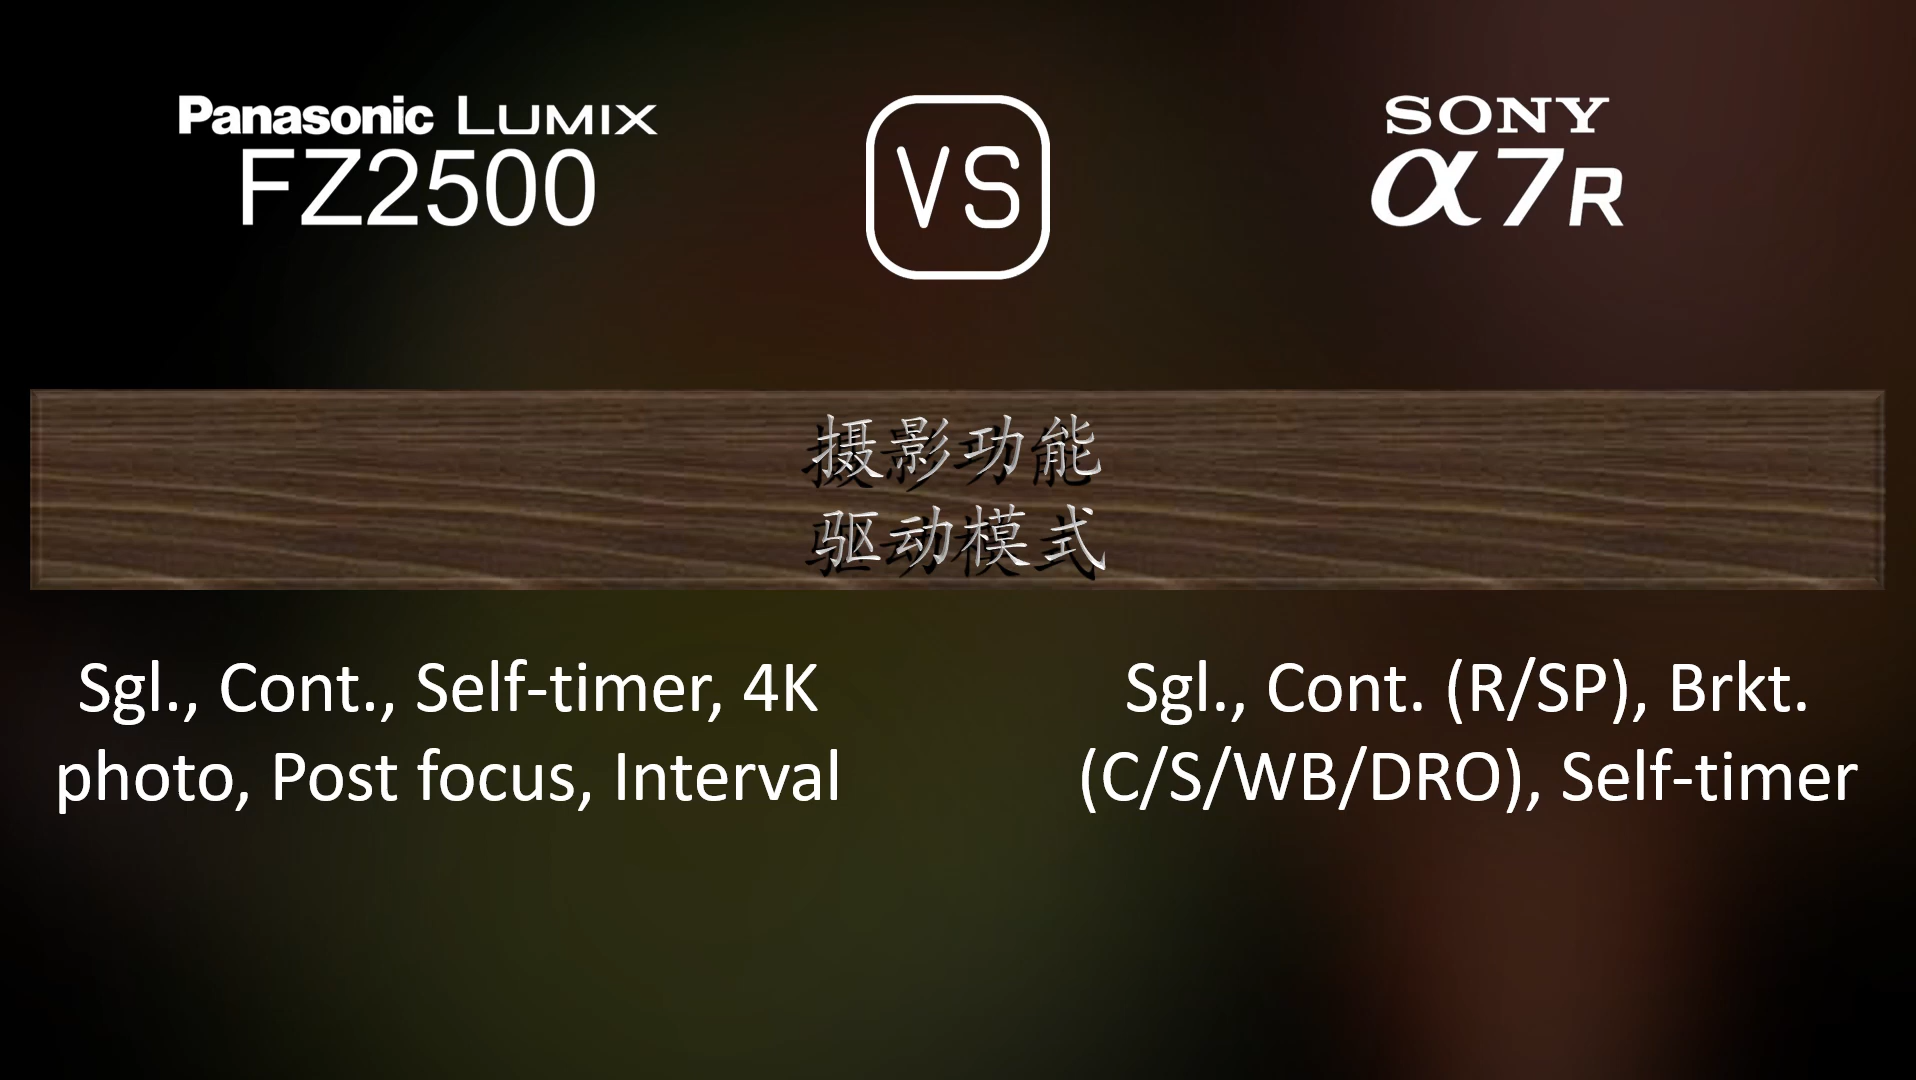 Panasonic LUMIX
FZ2500
VS
SONY
α7R
摄影功能
驱动模式
Sgl., Cont., Self-timer, 4K
photo, Post focus, Interval
Sgl., Cont. (R/SP), Brkt.
(C/S/WB/DRO), Self-timer